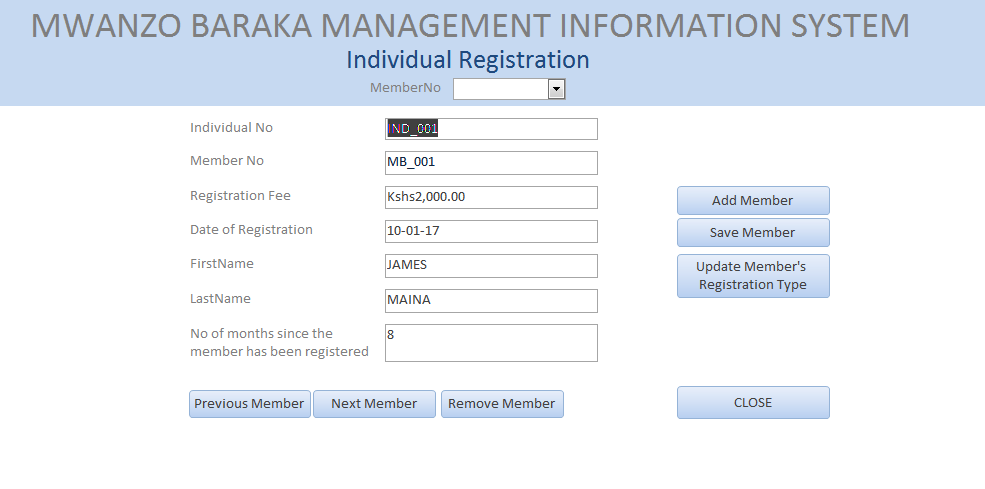 MWANZO BARAKA MANAGEMENT INFORMATION SYSTEM
Individual Registration
MemberNo
Individual No IND_001
Member No MB_001
Registration Fee Kshs2,000.00
Add Member
Date of Registration 10-01-17
Save Member
FirstName JAMES
Update Member's
Registration Type
LastName MAINA
No of months since the 8
member has been registered
Previous Member Next Member Remove Member CLOSE